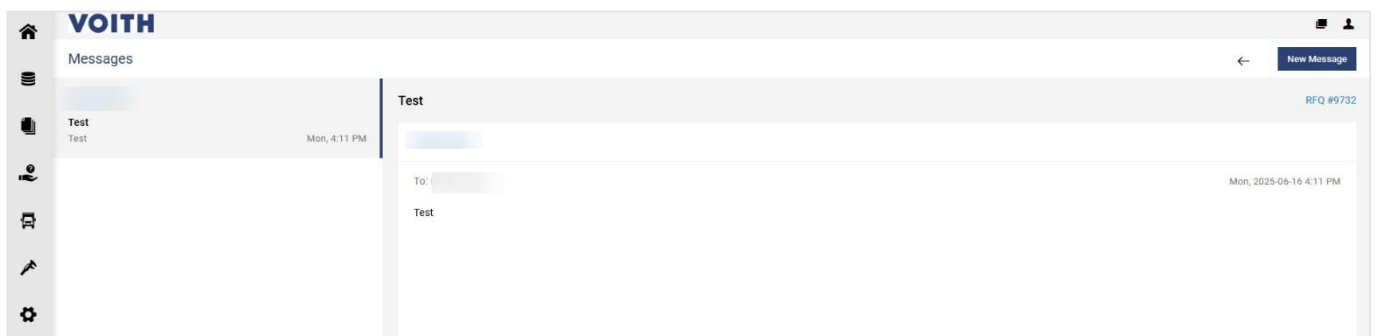 VOITH
Messages
New Message
Test
Test
Mon, 4:11 PM
Test
RFQ #9732
To:
Mon, 2025-06-16 4:11 PM
Test